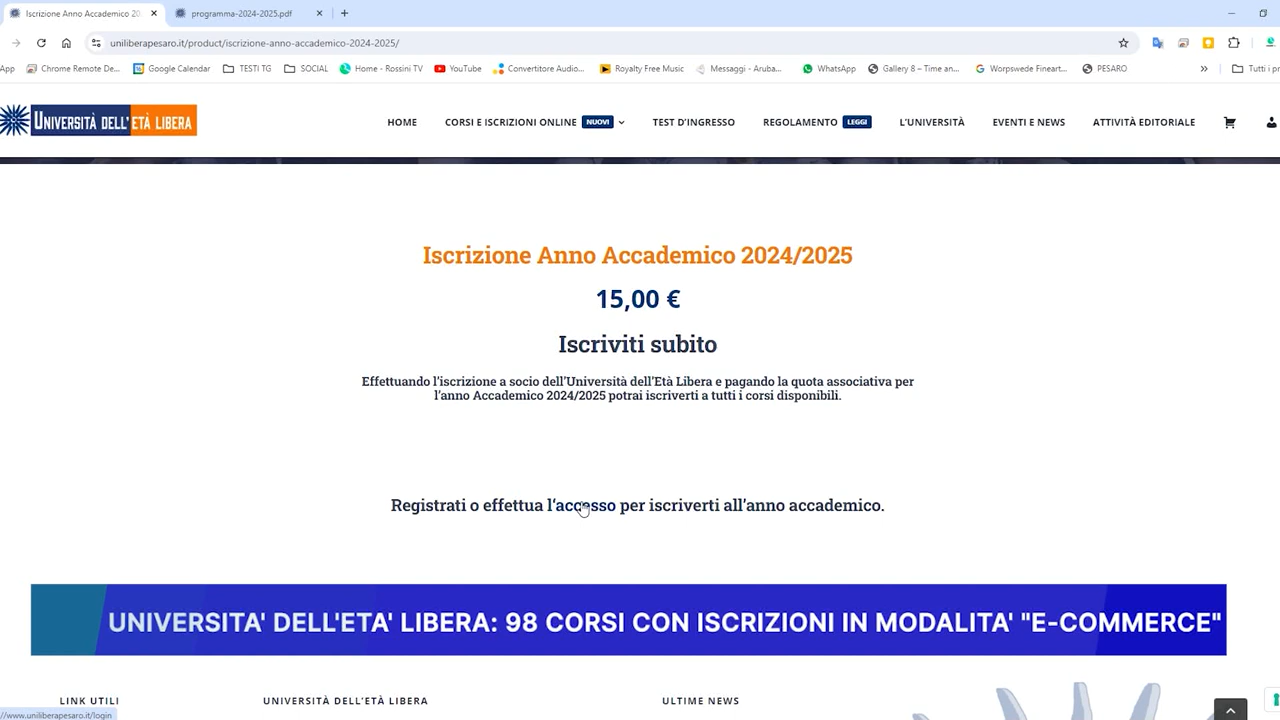 Iscrizione Anno Accademico 20
programma-2024-2025.pdf
uniliberapesaro.it/product/iscrizione-anno-accademico-2024-2025/
App
Chrome Remote De...
Google Calendar
TESTI TG
SOCIAL
Home - Rossini TV
YouTube
Convertitore Audio...
Royalty Free Music
Messaggi - Aruba...
WhatsApp
Gallery 8 – Time an...
Worpswede Fineart...
PESARO
»
Tutti i pr
UNIVERSITÀ DELL'ETÀ LIBERA
HOME
CORSI E ISCRIZIONI ONLINE NUOVI
TEST D'INGRESSO
REGOLAMENTO LEGGI
L'UNIVERSITÀ
EVENTI E NEWS
ATTIVITÀ EDITORIALE
Iscrizione Anno Accademico 2024/2025
15,00 €
Iscriviti subito
Effettuando l'iscrizione a socio dell'Università dell'Età Libera e pagando la quota associativa per
l'anno Accademico 2024/2025 potrai iscriverti a tutti i corsi disponibili.
Registrati o effettua l'accesso per iscriverti all'anno accademico.
UNIVERSITA' DELL'ETA' LIBERA: 98 CORSI CON ISCRIZIONI IN MODALITA' "E-COMMERCE"
LINK UTILI
UNIVERSITÀ DELL'ETÀ LIBERA
ULTIME NEWS
//www.uniliberapesaro.it/login